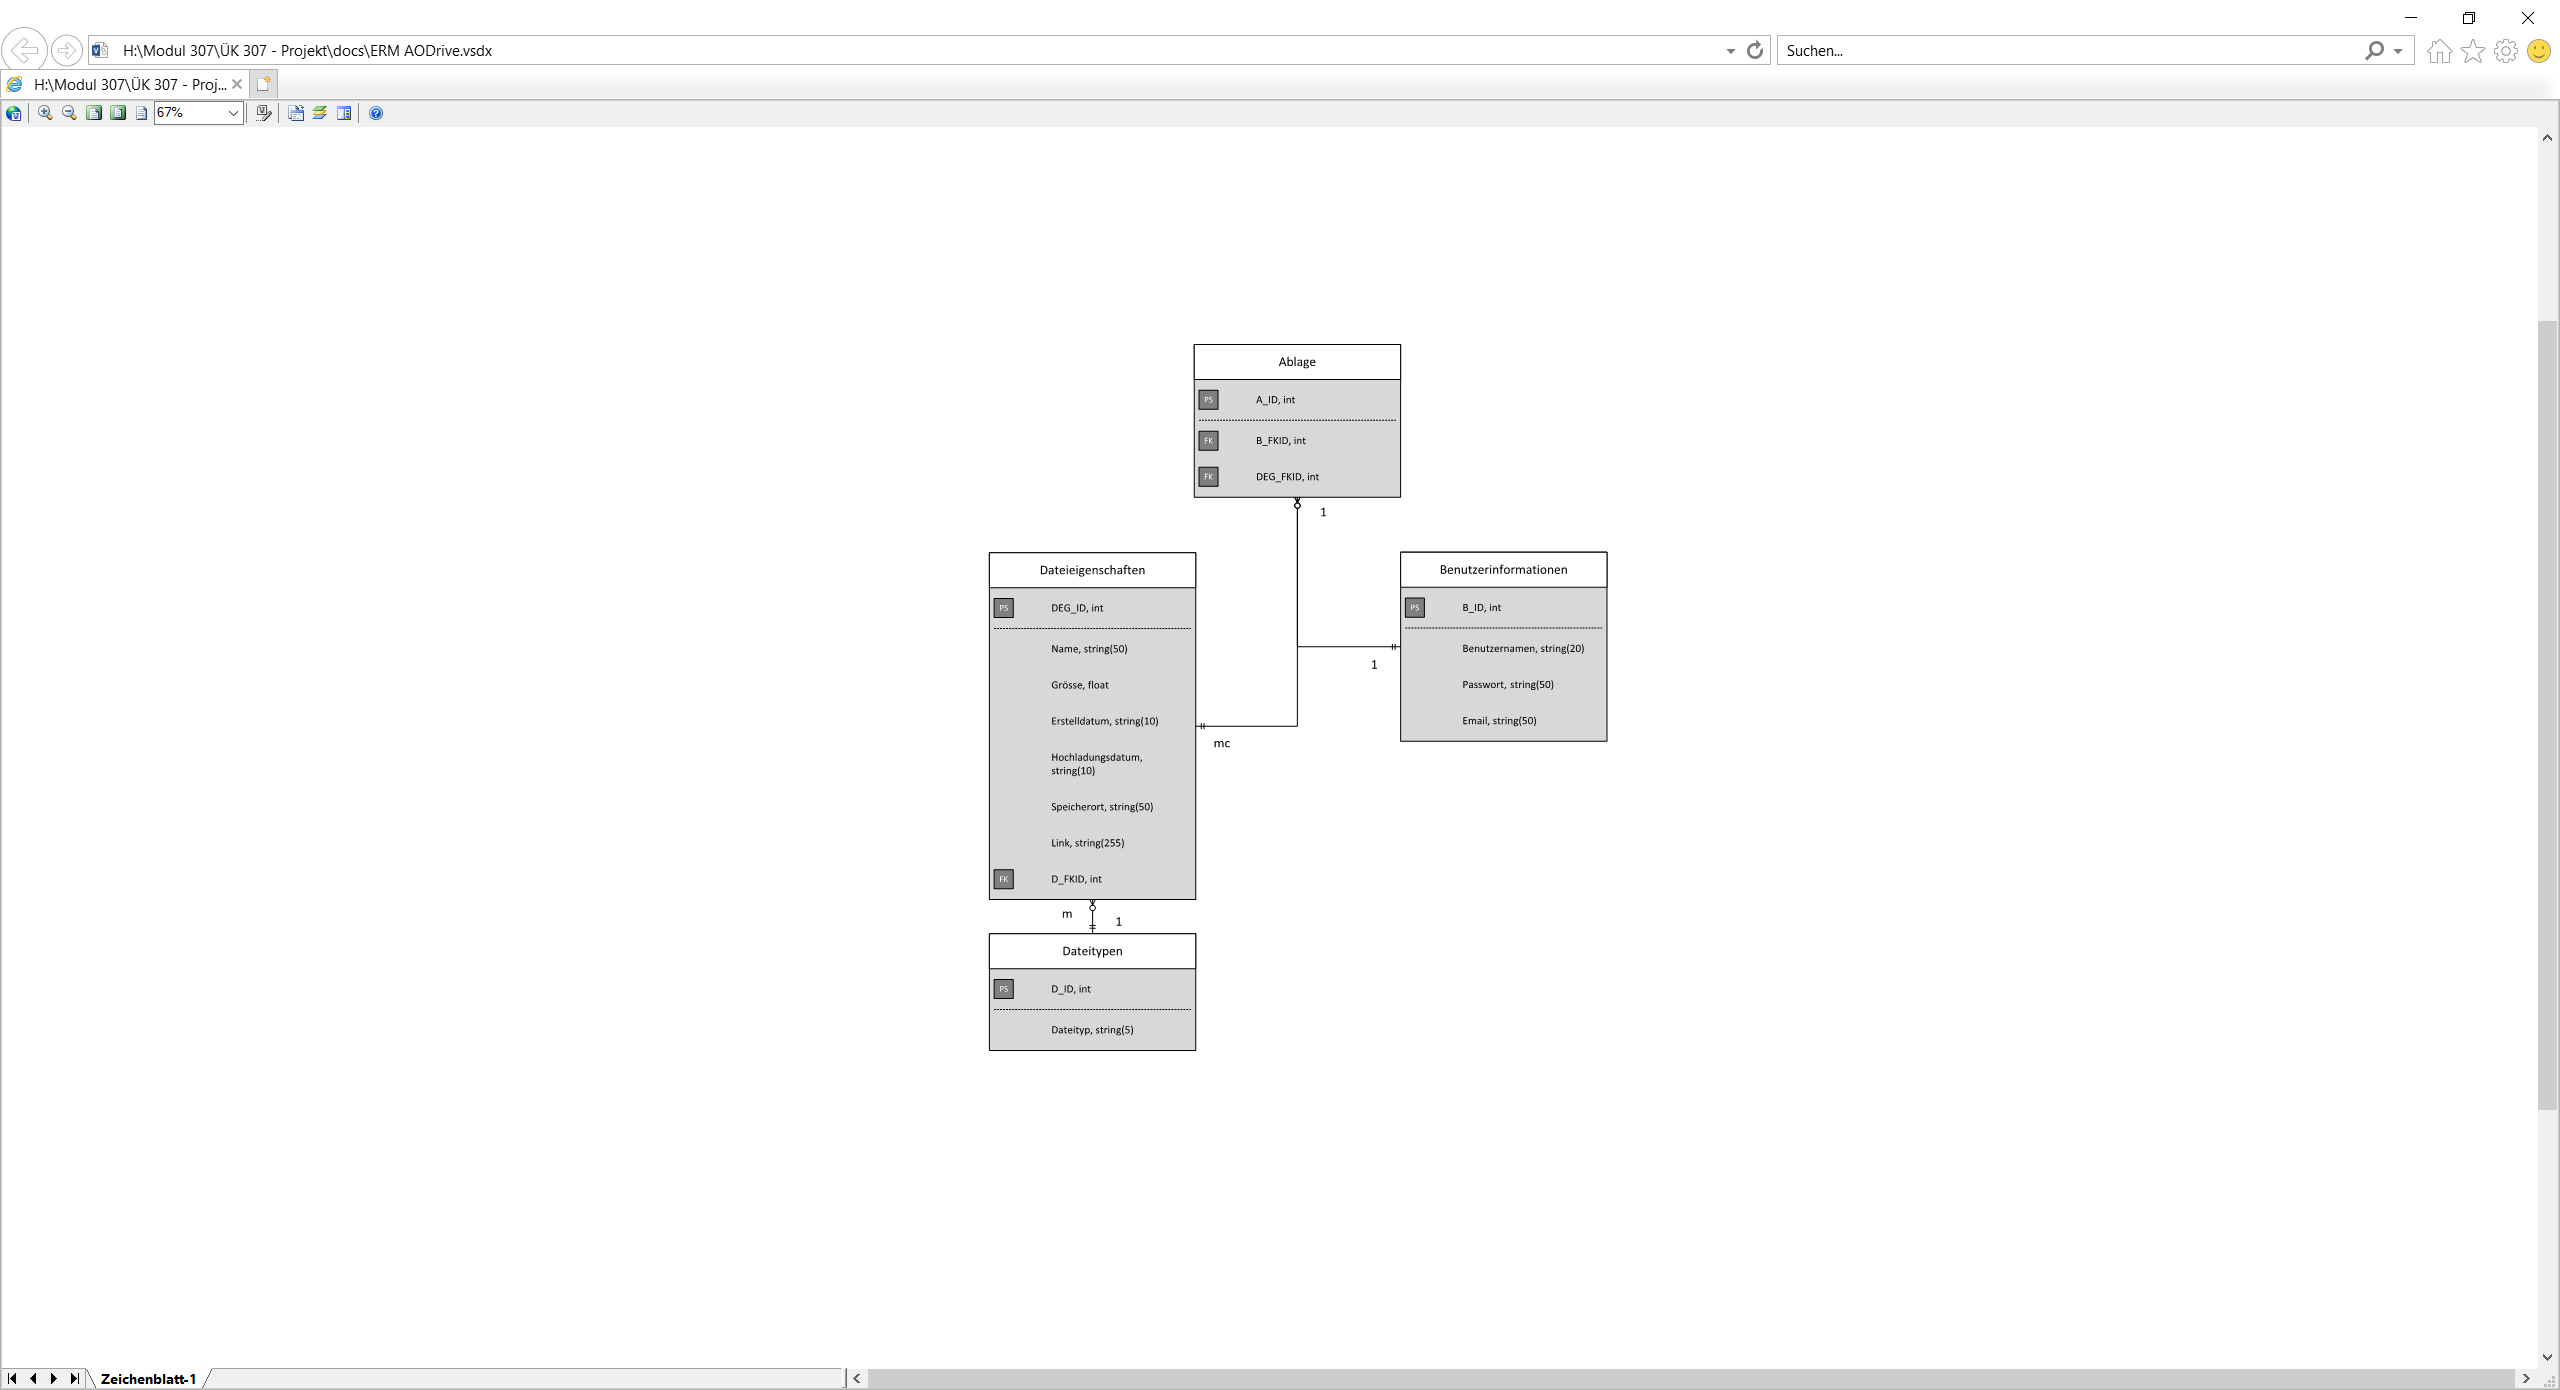 H:\Modul 307\ÜK 307 - Projekt\docs\ERM AODrive.vsdx
Suchen...
H:\Modul 307\ÜK 307 - Proj...
67%
Ablage
PS A_ID, int
FK B_FKID, int
FK DEG_FKID, int
1
Dateieigenschaften
PS DEG_ID, int
Name, string(50)
Grösse, float
Erstelldatum, string(10)
Hochladungsdatum,
string(10)
Speicherort, string(50)
Link, string(255)
FK D_FKID, int
Benutzerinformationen
PS B_ID, int
Benutzernamen, string(20)
Passwort, string(50)
Email, string(50)
1
mc
m
1
Dateitypen
PS D_ID, int
Dateityp, string(5)
Zeichenblatt-1